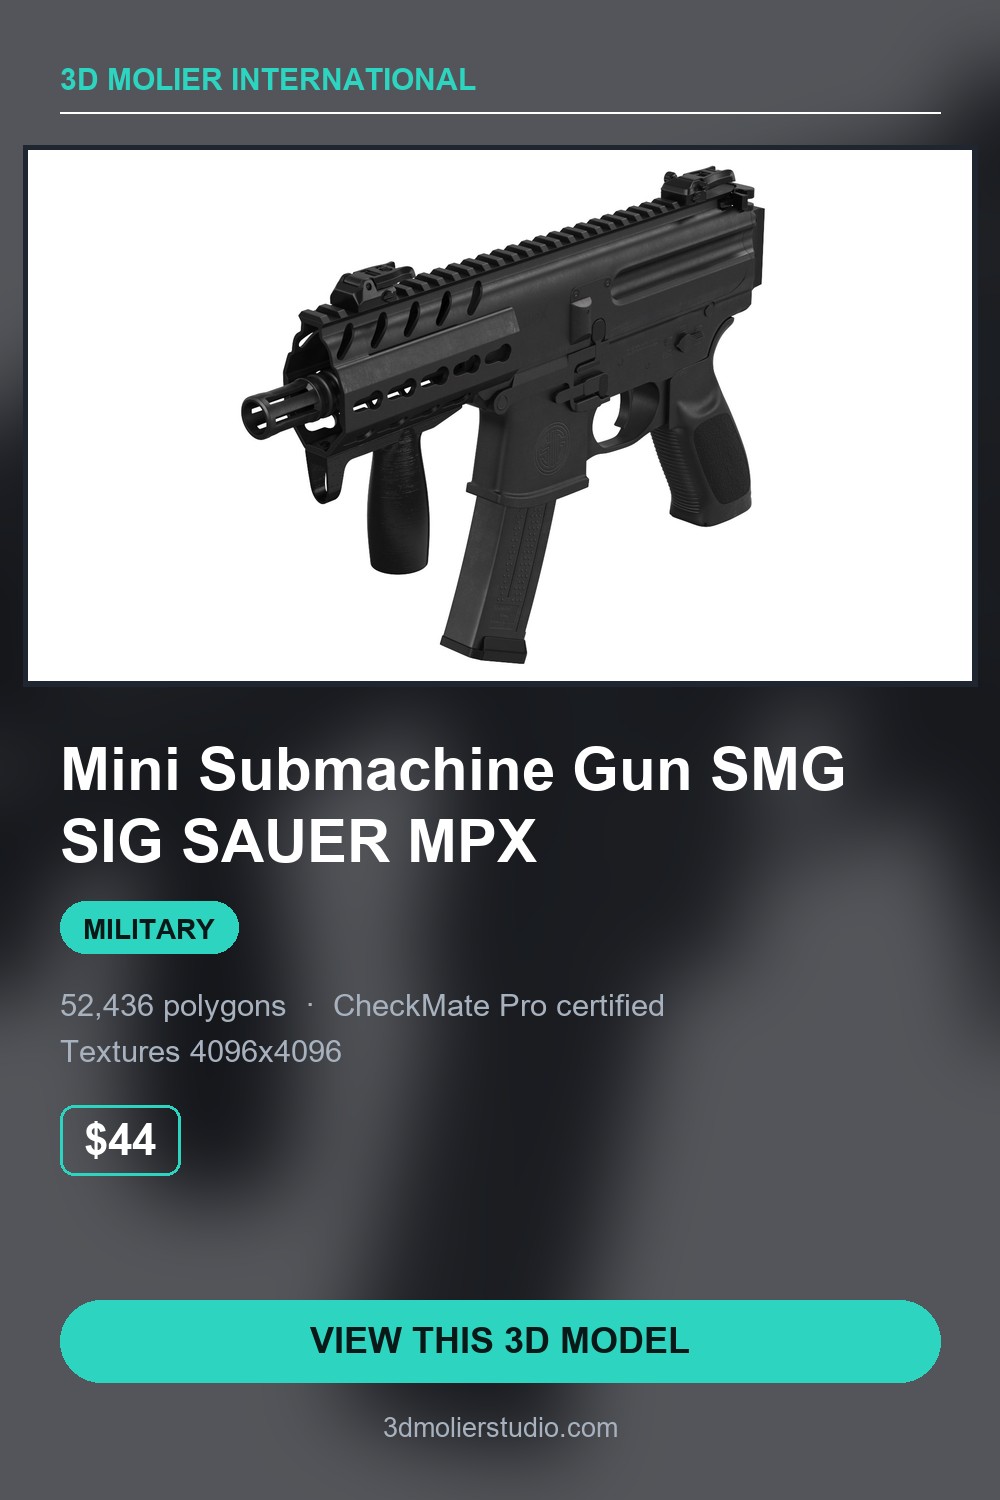 3D MOLIER INTERNATIONAL
Mini Submachine Gun SMG
SIG SAUER MPX
MILITARY
52,436 polygons · CheckMate Pro certified
Textures 4096x4096
$44
VIEW THIS 3D MODEL
3dmolierstudio.com